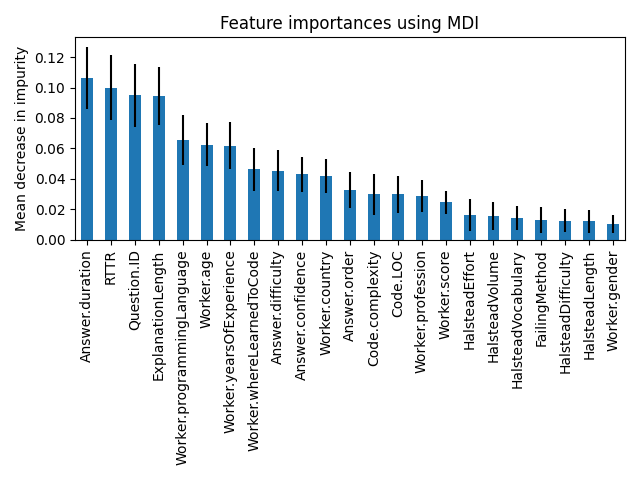 Feature importances using MDI
Mean decrease in impurity
0.12
0.10
0.08
0.06
0.04
0.02
0.00
Answer.duration
RTTR
Question.ID
ExplanationLength
Worker.programmingLanguage
Worker.age
Worker.yearsOfExperience
Worker.whereLearnedToCode
Answer.difficulty
Answer.confidence
Worker.country
Answer.order
Code.complexity
Code.LOC
Worker.profession
Worker.score
HalsteadEffort
HalsteadVolume
HalsteadVocabulary
FailingMethod
HalsteadDifficulty
HalsteadLength
Worker.gender